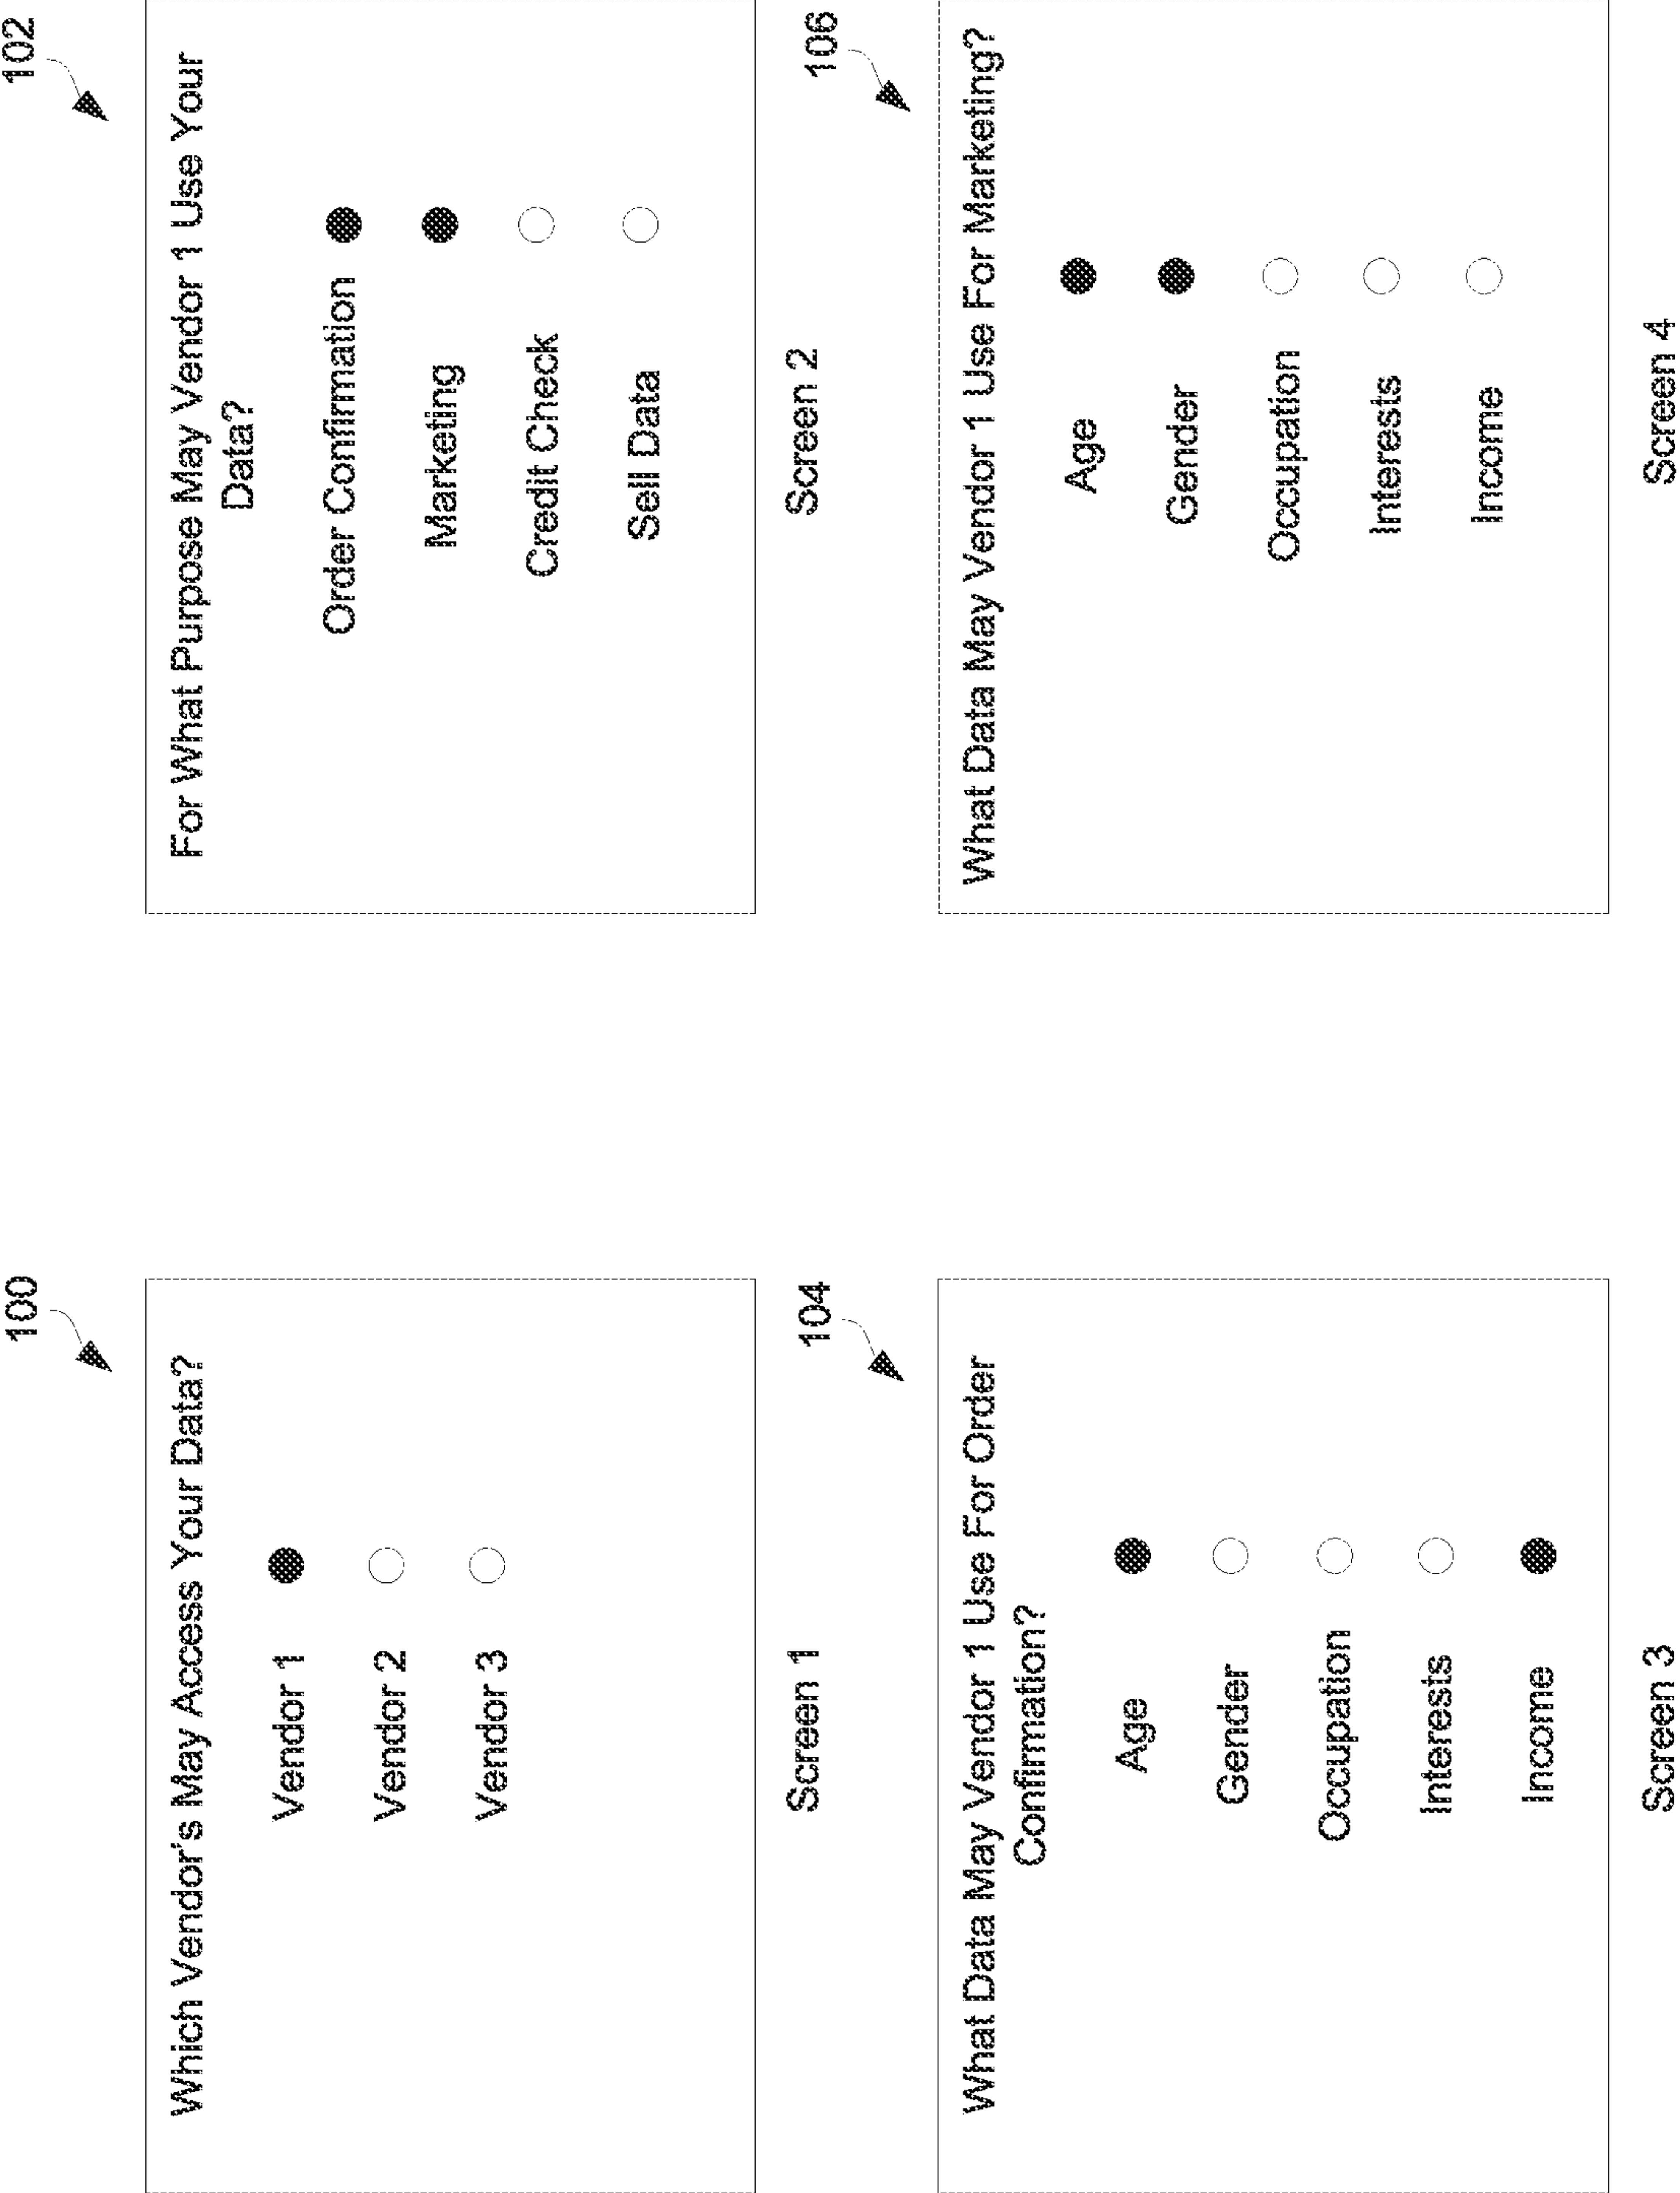 100
Which Vendor's May Access Your Data?
Vendor 1
Vendor 2
Vendor 3
Screen 1
102
For What Purpose May Vendor 1 Use Your
Data?
Order Confirmation
Marketing
Credit Check
Sell Data
Screen 2
104
What Data May Vendor 1 Use For Order
Confirmation?
Age
Gender
Occupation
Interests
Income
Screen 3
106
What Data May Vendor 1 Use For Marketing?
Age
Gender
Occupation
Interests
Income
Screen 4